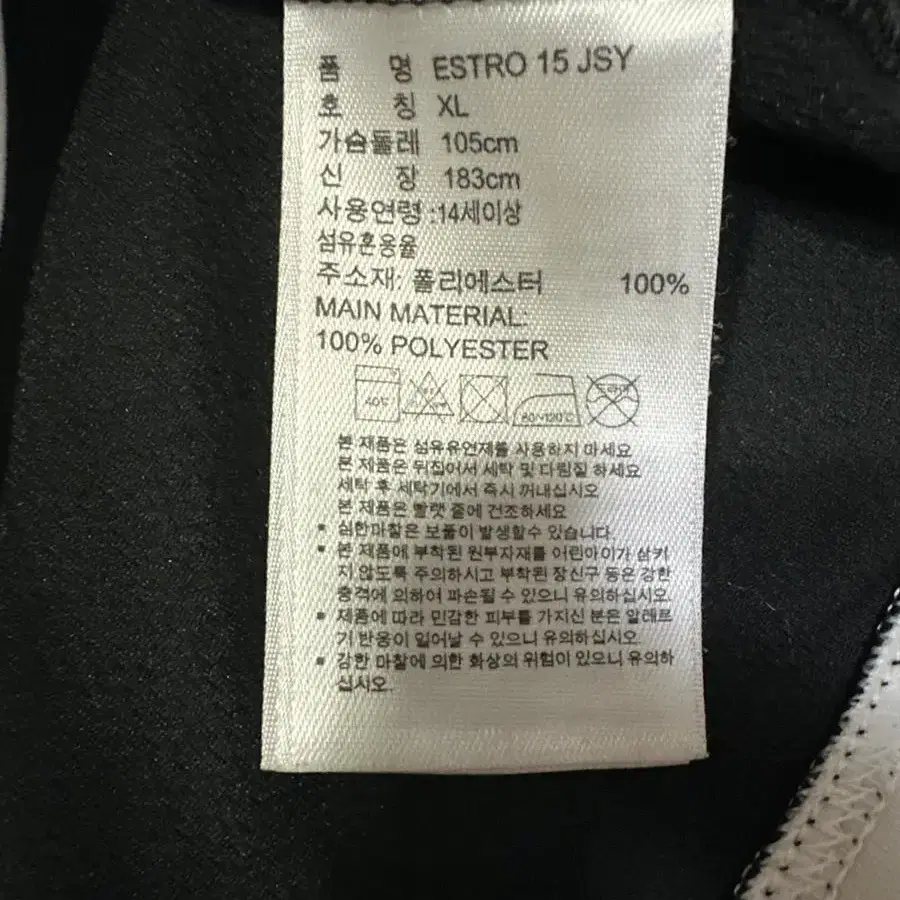 품 명 ESTRO 15 JSY
호 칭 XL
가슴둘레 105cm
신 장 183cm
사용연령 :14세이상
섬유혼용율
주소재: 폴리에스터 100%
MAIN MATERIAL:
100% POLYESTER
40℃ 80~120℃
본 제품은 섬유유연제를 사용하지 마세요
본 제품은 뒤집어서 세탁 및 다림질 하세요
세탁 후 세탁기에서 즉시 꺼내십시오
본 제품은 빨랫 줄에 건조하세요
• 심한마찰은 보풀이 발생할수 있습니다.
• 본 제품에 부착된 원부자재를 어린아이가 삼키
지 않도록 주의하시고 부착된 장신구 등은 강한
충격에 의하여 파손될 수 있으니 유의하십시오.
• 제품에 따라 민감한 피부를 가지신 분은 알레르
기 반응이 일어날 수 있으니 유의하십시오
• 강한 마찰에 의한 화상의 위험이 있으니 유의하
십시오.